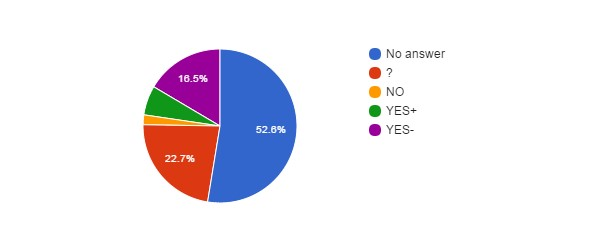 16.5%
52.6%
22.7%
No answer
?
NO
YES+
YES-